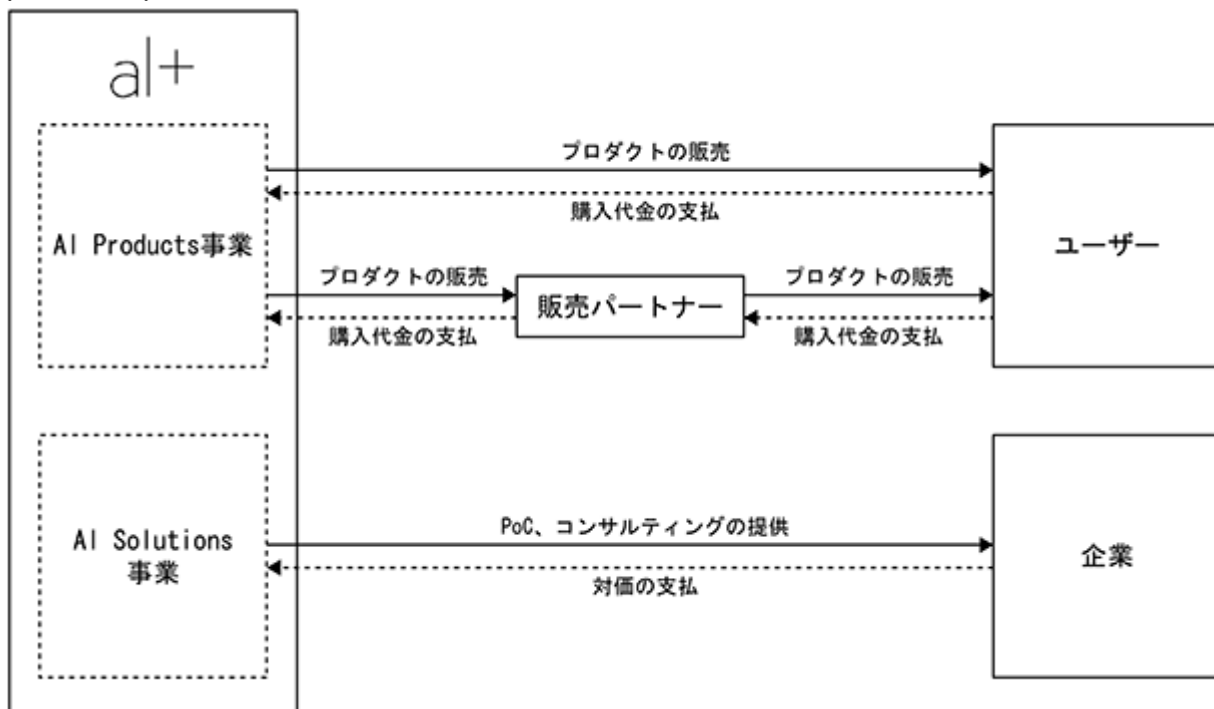 al+
プロダクトの販売
購入代金の支払
AI Products事業
ユーザー
プロダクトの販売
プロダクトの販売
販売パートナー
購入代金の支払
購入代金の支払
AI Solutions
事業
PoC、コンサルティングの提供
対価の支払
企業